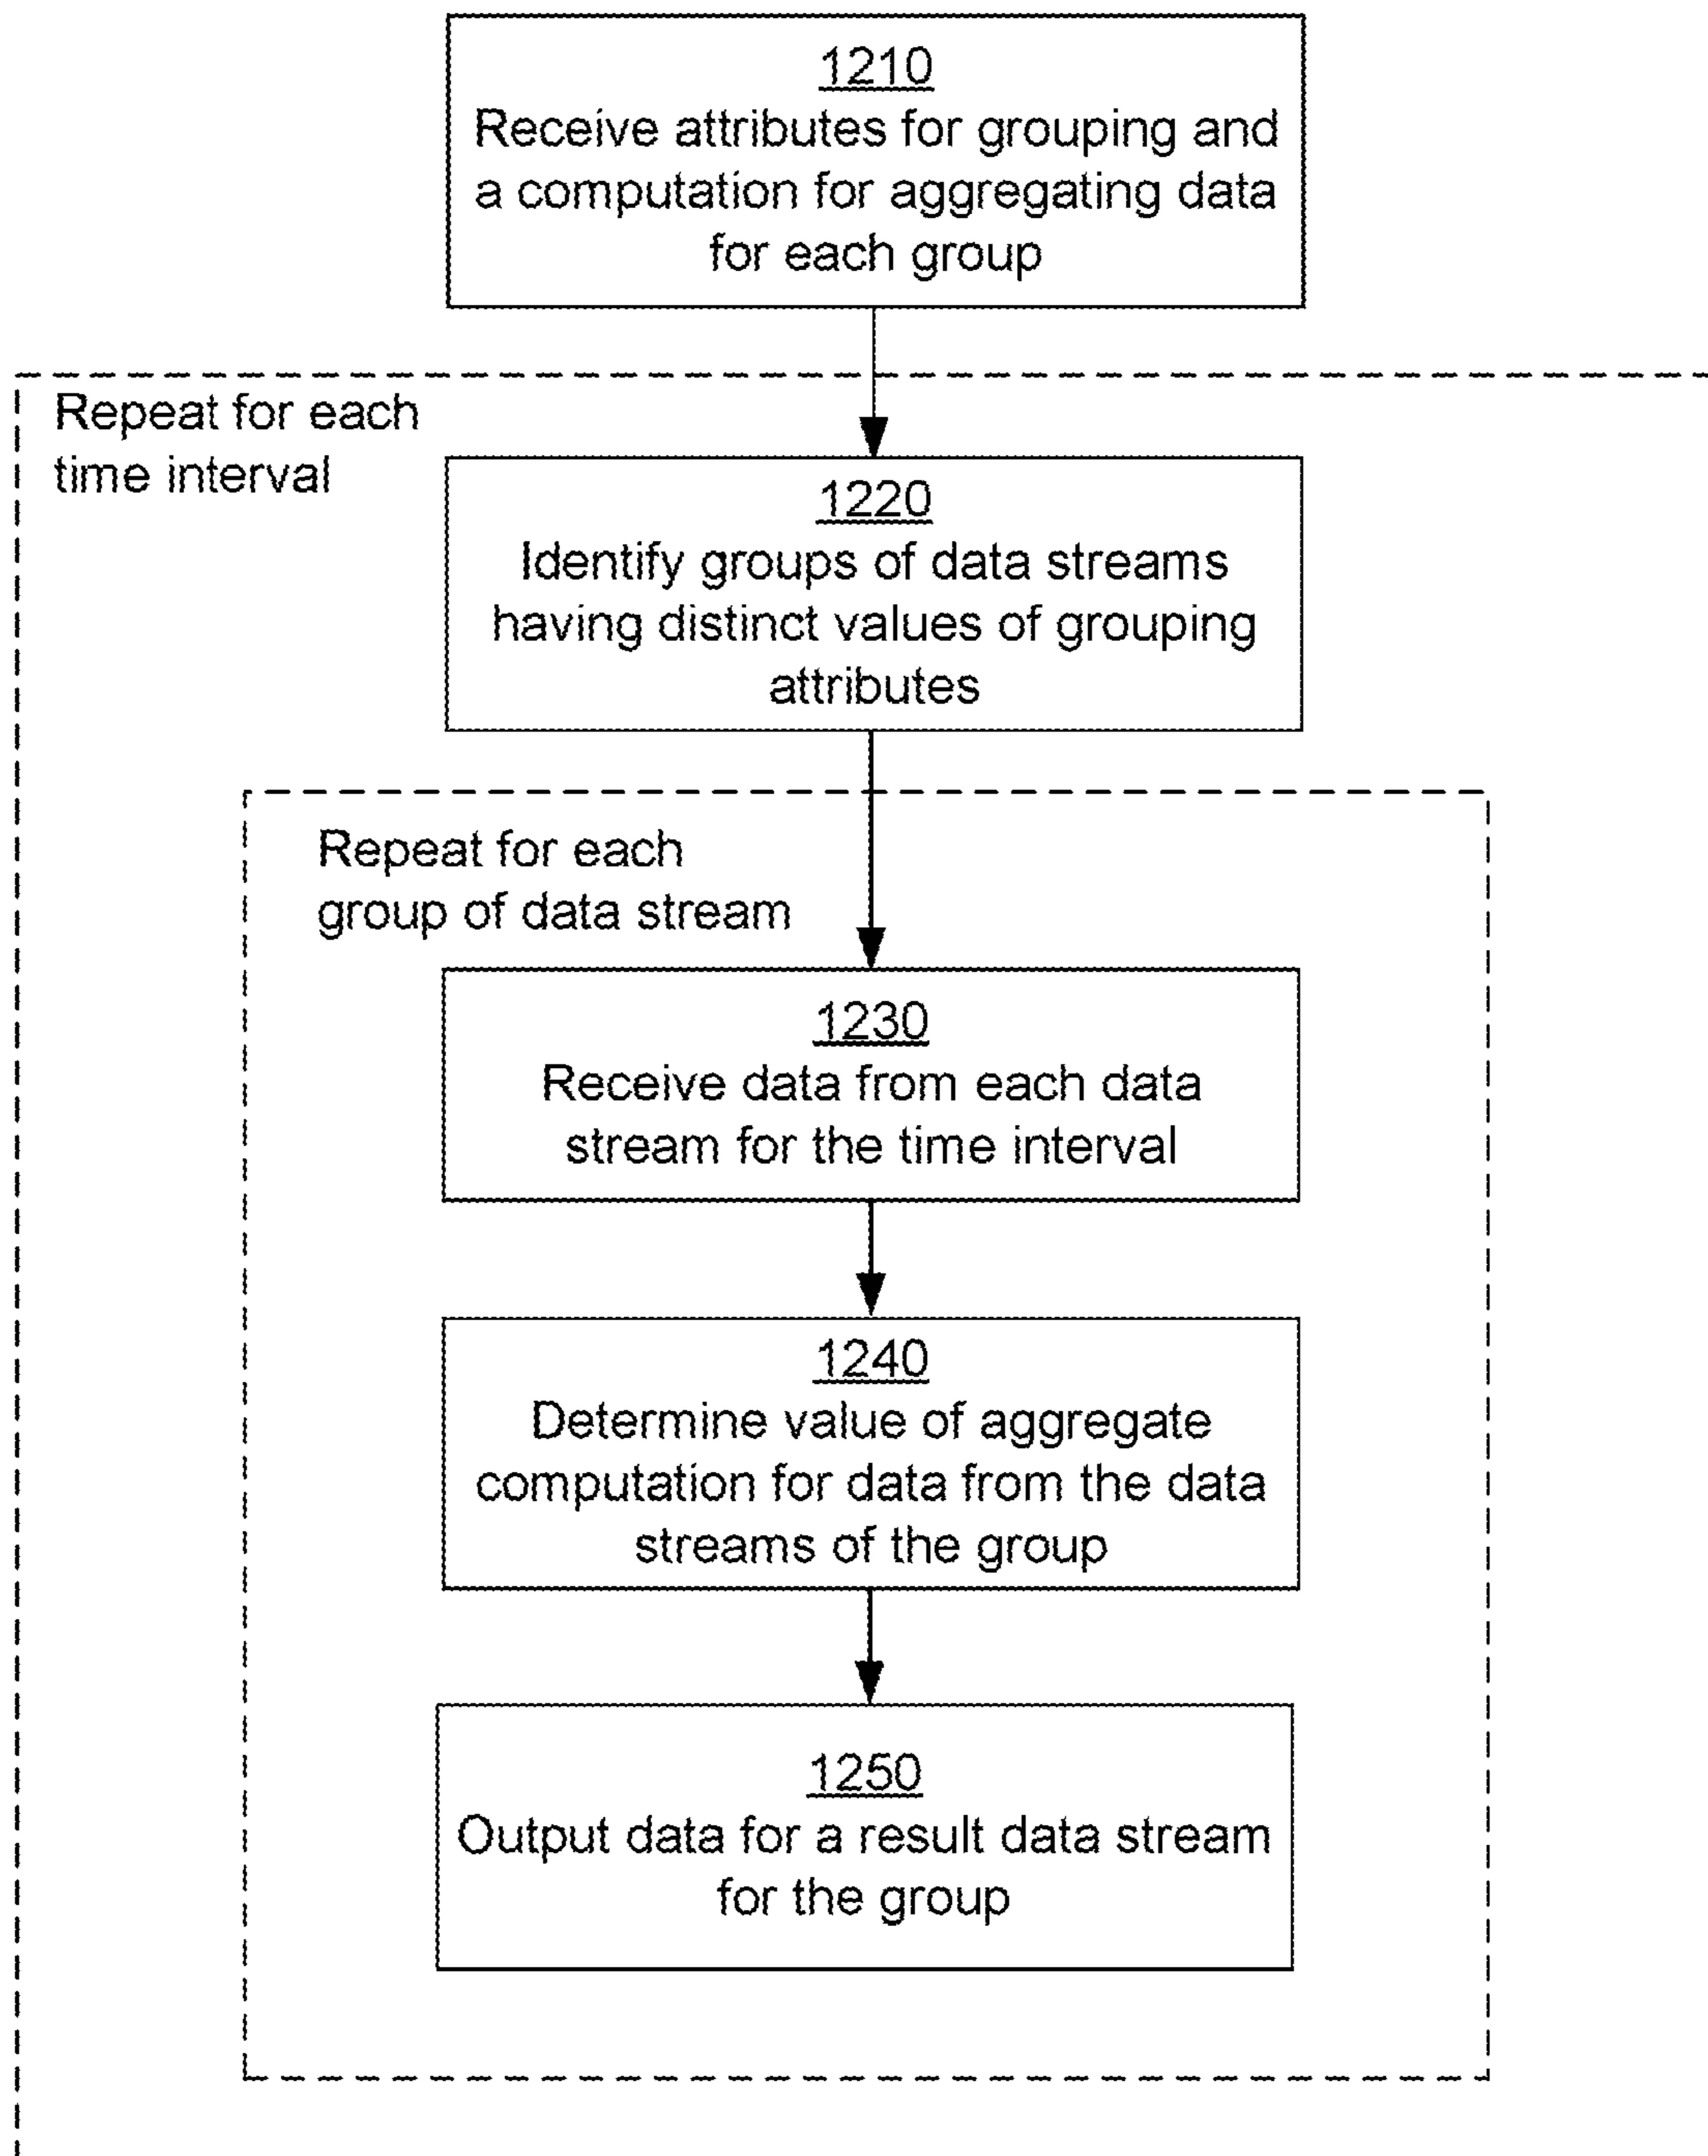 1210
Receive attributes for grouping and
a computation for aggregating data
for each group
Repeat for each
time interval
1220
Identify groups of data streams
having distinct values of grouping
attributes
Repeat for each
group of data stream
1230
Receive data from each data
stream for the time interval
1240
Determine value of aggregate
computation for data from the data
streams of the group
1250
Output data for a result data stream
for the group